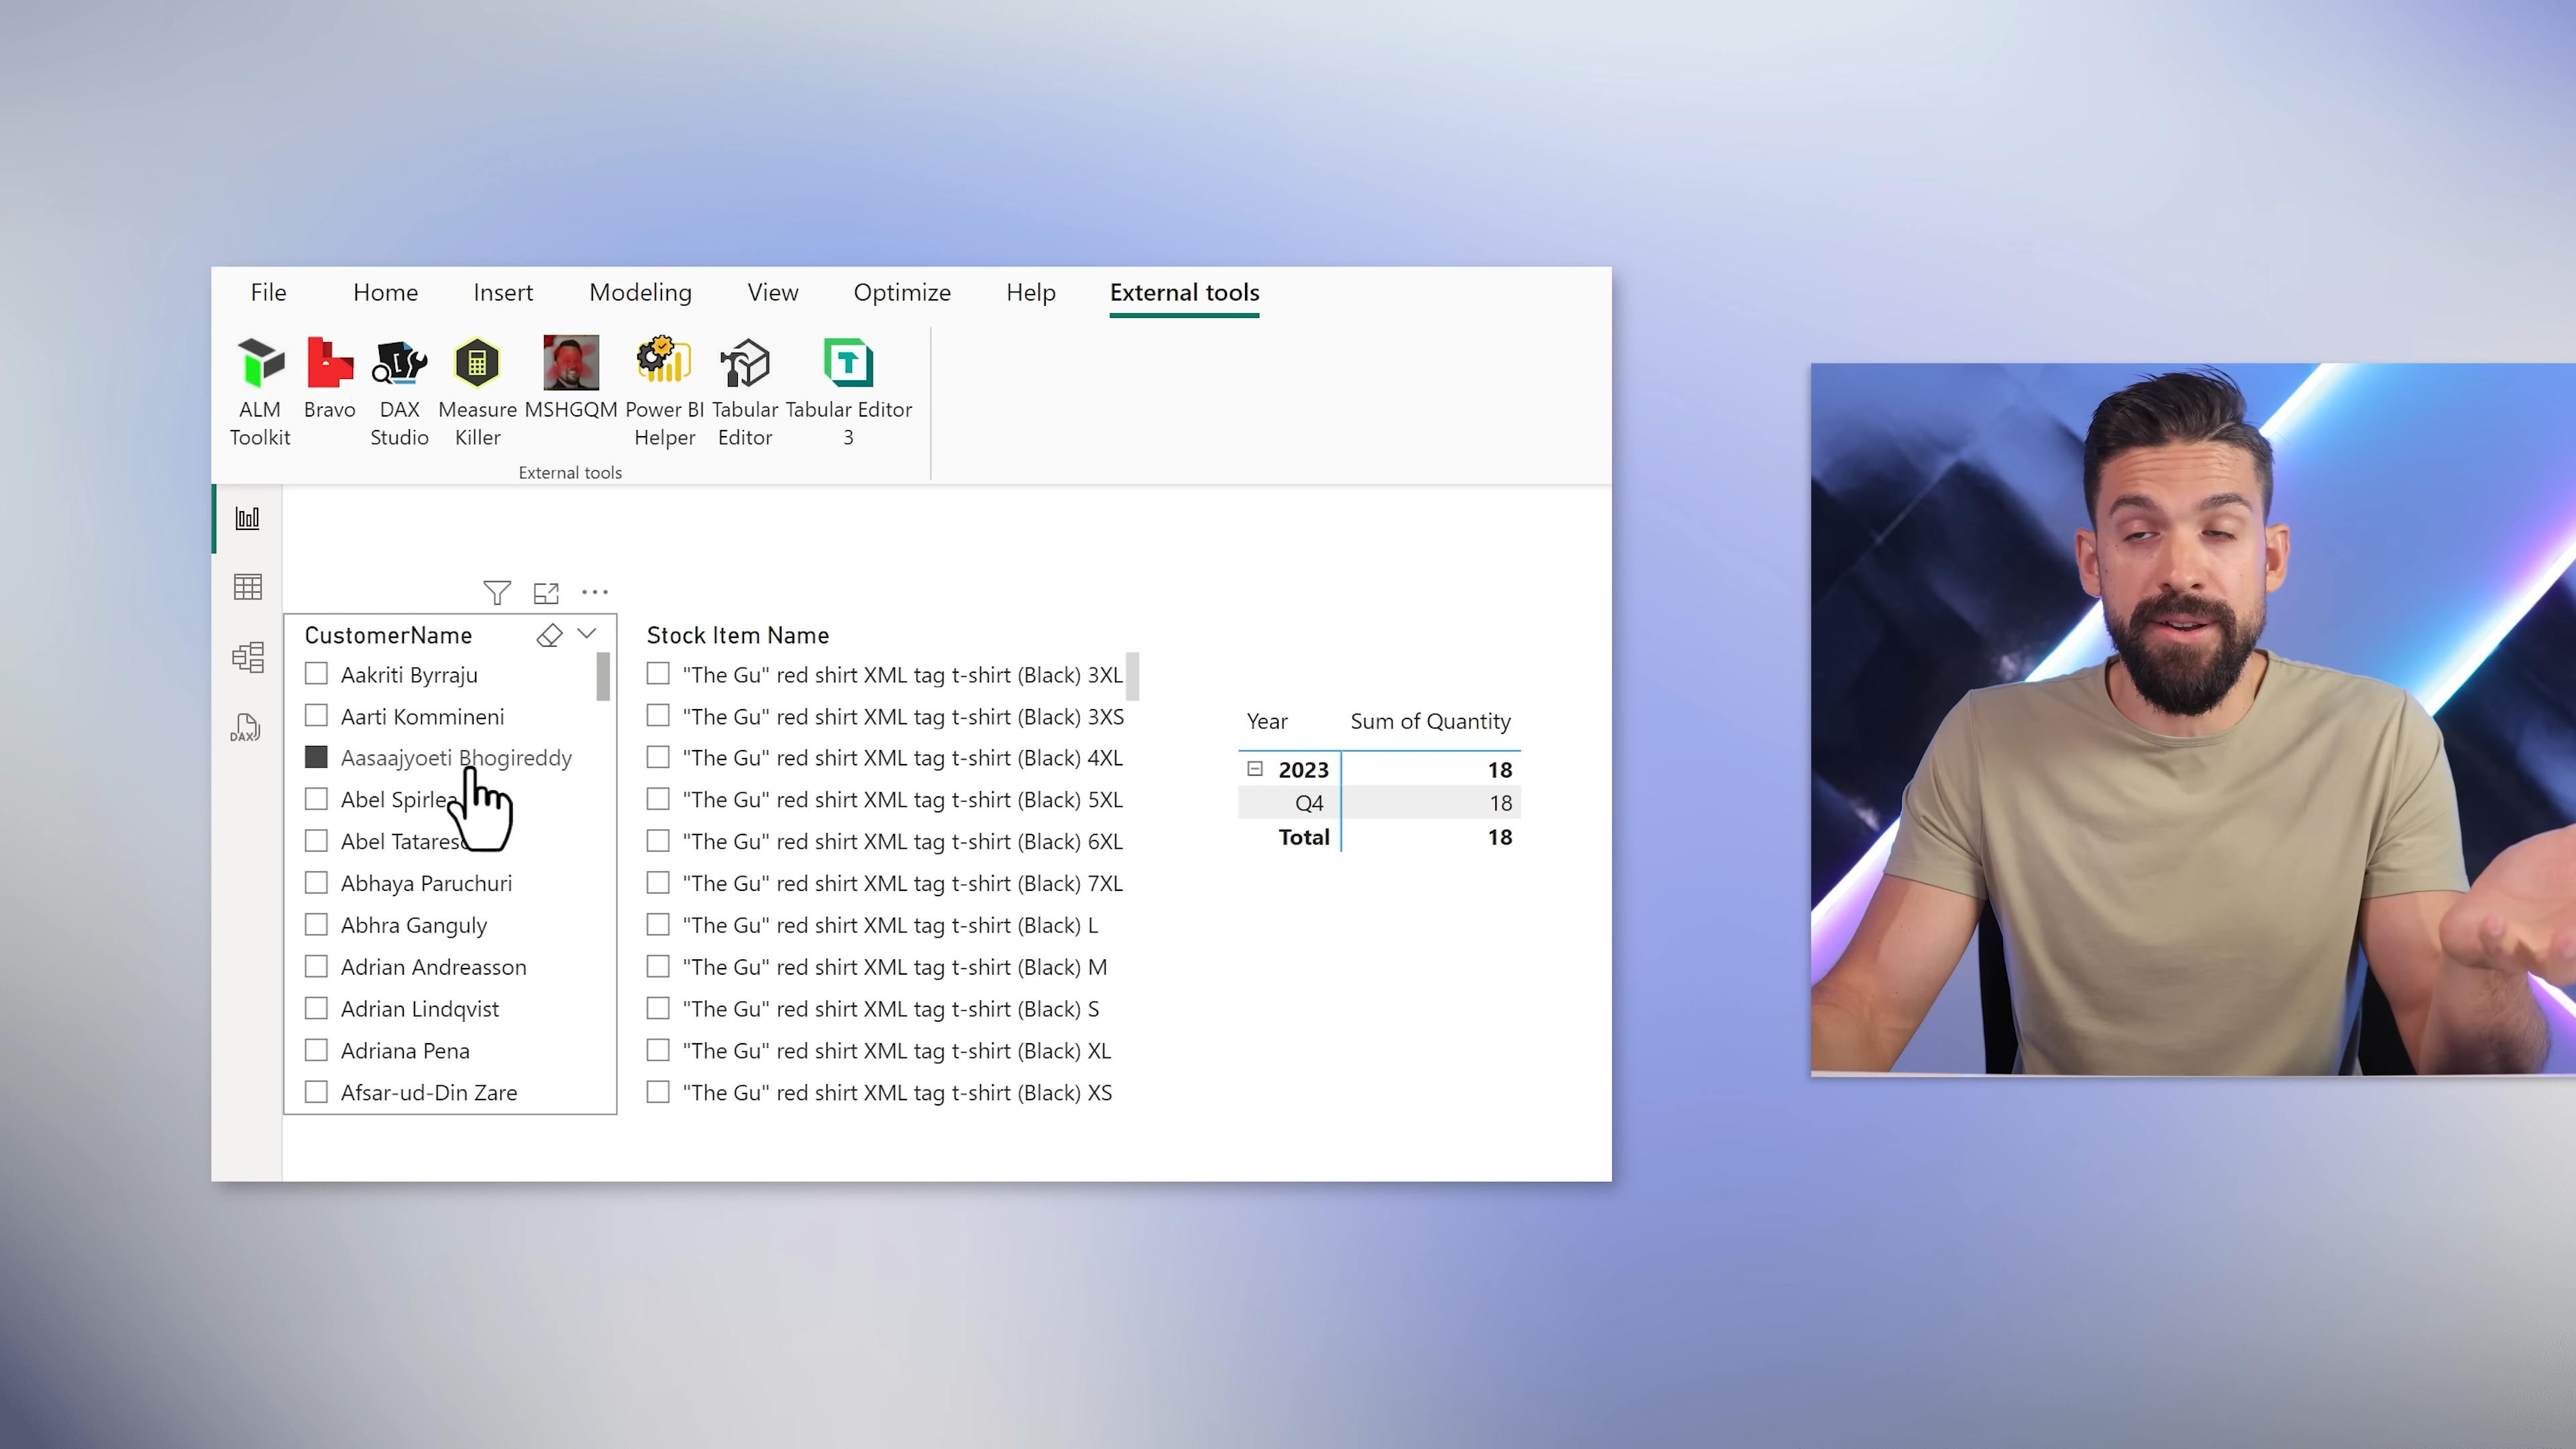 File Home Insert Modeling View Optimize Help External tools
ALM Toolkit
Bravo
DAX Studio
Measure Killer
MSHGQM
Power BI Helper
Tabular Editor
Tabular Editor 3
External tools
DAX
CustomerName
Aakriti Byrraju
Aarti Kommineni
Aasaajyoeti Bhogireddy
Abel Spirlea
Abel Tatares
Abhaya Paruchuri
Abhra Ganguly
Adrian Andreasson
Adrian Lindqvist
Adriana Pena
Afsar-ud-Din Zare
Stock Item Name
"The Gu" red shirt XML tag t-shirt (Black) 3XL
"The Gu" red shirt XML tag t-shirt (Black) 3XS
"The Gu" red shirt XML tag t-shirt (Black) 4XL
"The Gu" red shirt XML tag t-shirt (Black) 5XL
"The Gu" red shirt XML tag t-shirt (Black) 6XL
"The Gu" red shirt XML tag t-shirt (Black) 7XL
"The Gu" red shirt XML tag t-shirt (Black) L
"The Gu" red shirt XML tag t-shirt (Black) M
"The Gu" red shirt XML tag t-shirt (Black) S
"The Gu" red shirt XML tag t-shirt (Black) XL
"The Gu" red shirt XML tag t-shirt (Black) XS
Year Sum of Quantity
2023 18
Q4 18
Total 18